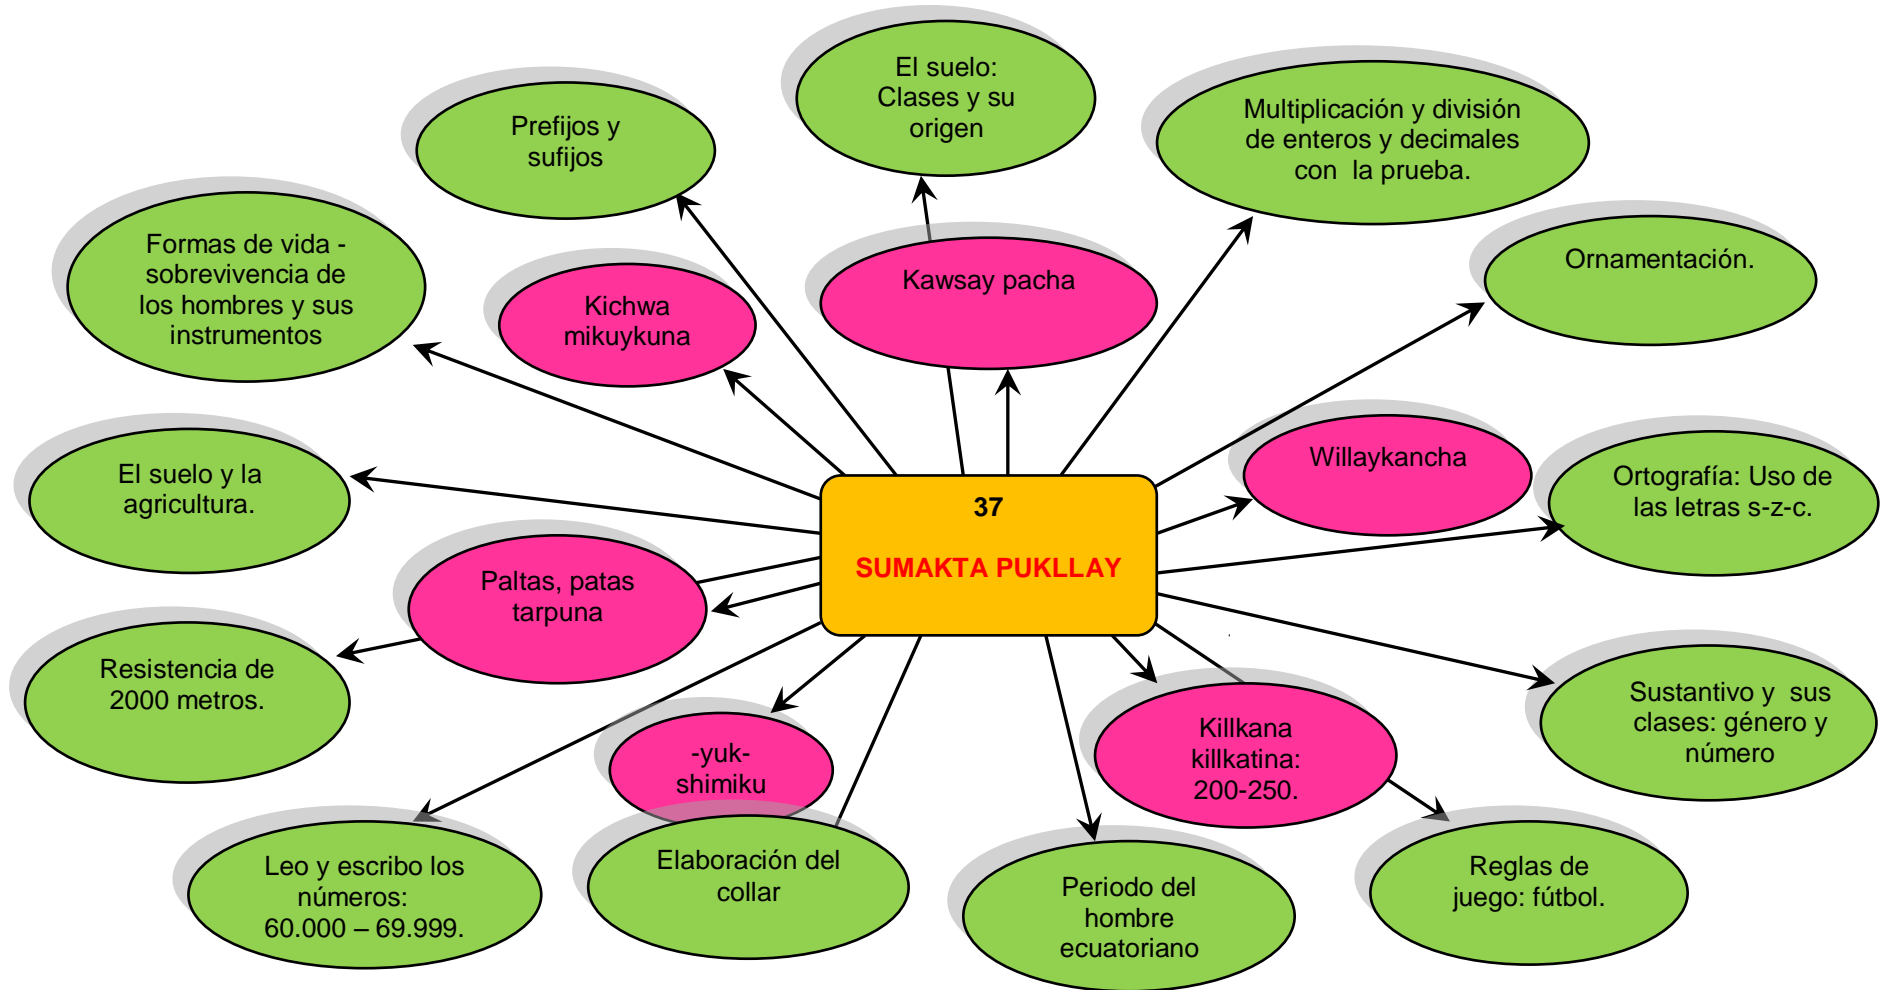 El suelo:
Clases y su
origen
Prefijos y
sufijos
Multiplicación y división
de enteros y decimales
con la prueba.
Formas de vida -
sobrevivencia de
los hombres y sus
instrumentos
Kichwa
mikuykuna
Kawsay pacha
Ornamentación.
El suelo y la
agricultura.
Willaykancha
Ortografía: Uso de
las letras s-z-c.
37
SUMAKTA PUKLLAY
Paltas, patas
tarpuna
Resistencia de
2000 metros.
-yuk-
shimiku
Killkana
killkatina:
200-250.
Sustantivo y sus
clases: género y
número
Leo y escribo los
números:
60.000 – 69.999.
Elaboración del
collar
Periodo del
hombre
ecuatoriano
Reglas de
juego: fútbol.